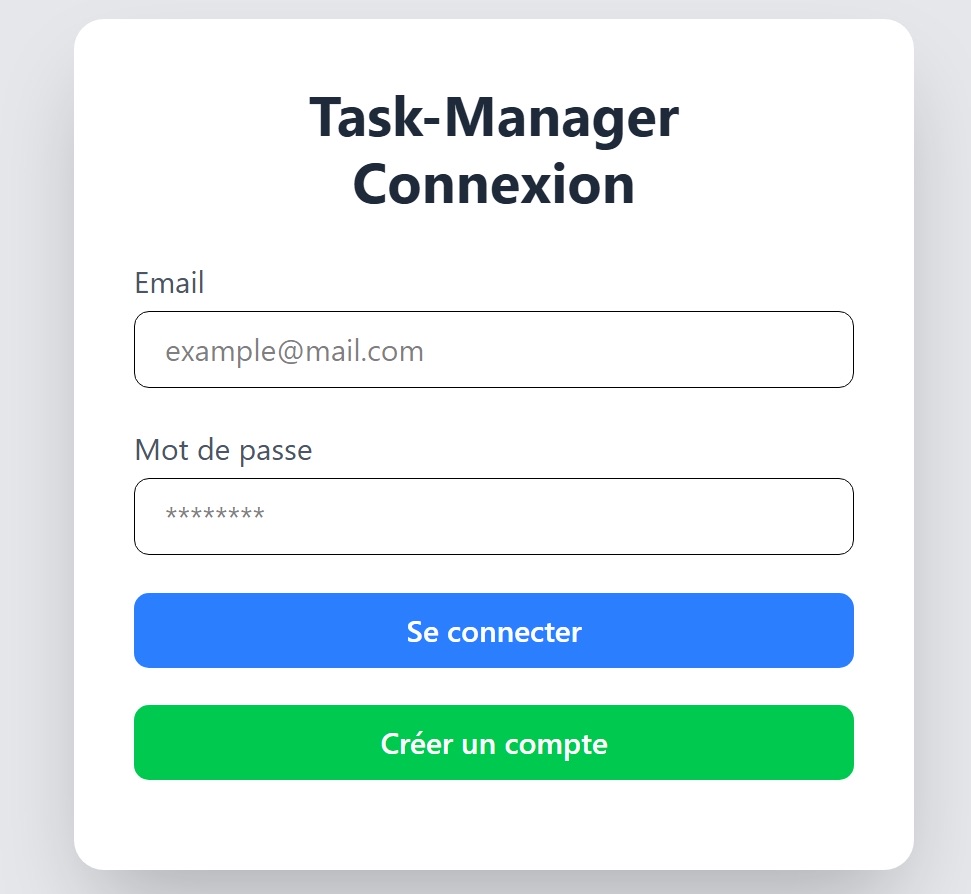 Task-Manager
Connexion
Email
example@mail.com
Mot de passe
********
Se connecter
Créer un compte